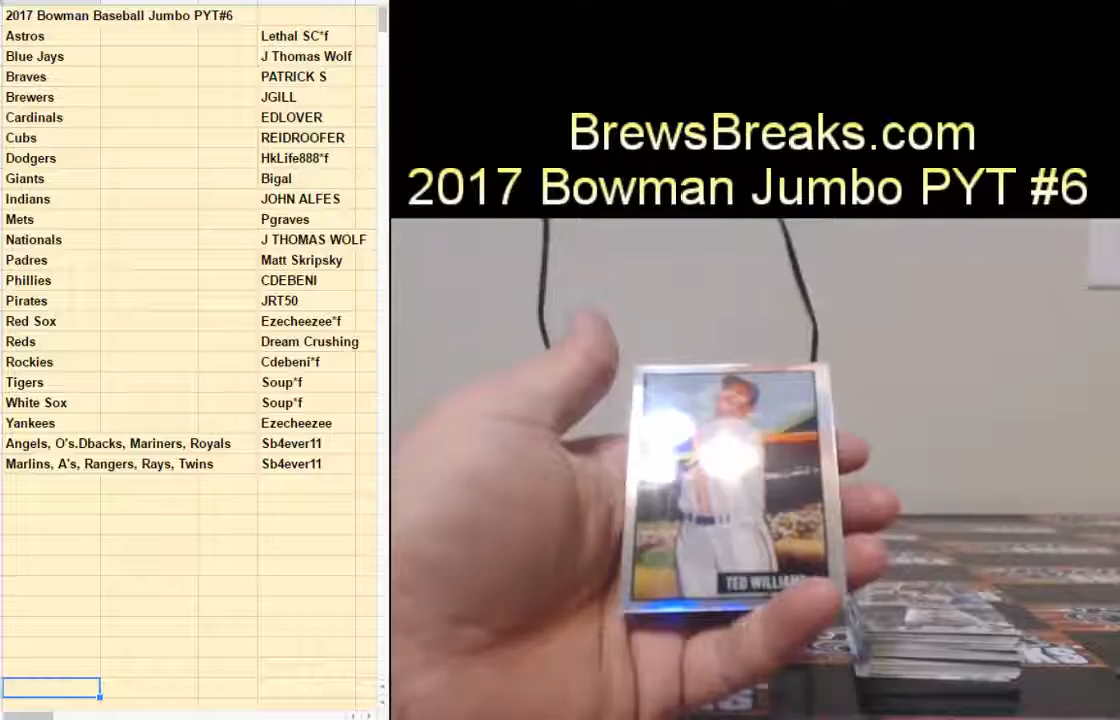 2017 Bowman Baseball Jumbo PYT#6
Astros Lethal SC*f
Blue Jays J Thomas Wolf
Braves PATRICK S
Brewers JGILL
Cardinals EDLOVER
Cubs REIDROOFER
Dodgers HkLife888*f
Giants Bigal
Indians JOHN ALFES
Mets Pgraves
Nationals J THOMAS WOLF
Padres Matt Skripsky
Phillies CDEBENI
Pirates JRT50
Red Sox Ezecheezee*f
Reds Dream Crushing
Rockies Cdebeni*f
Tigers Soup*f
White Sox Soup*f
Yankees Ezecheezee
Angels, O's.Dbacks, Mariners, Royals Sb4ever11
Marlins, A's, Rangers, Rays, Twins Sb4ever11
BrewsBreaks.com
2017 Bowman Jumbo PYT #6
TED WILLIAMS